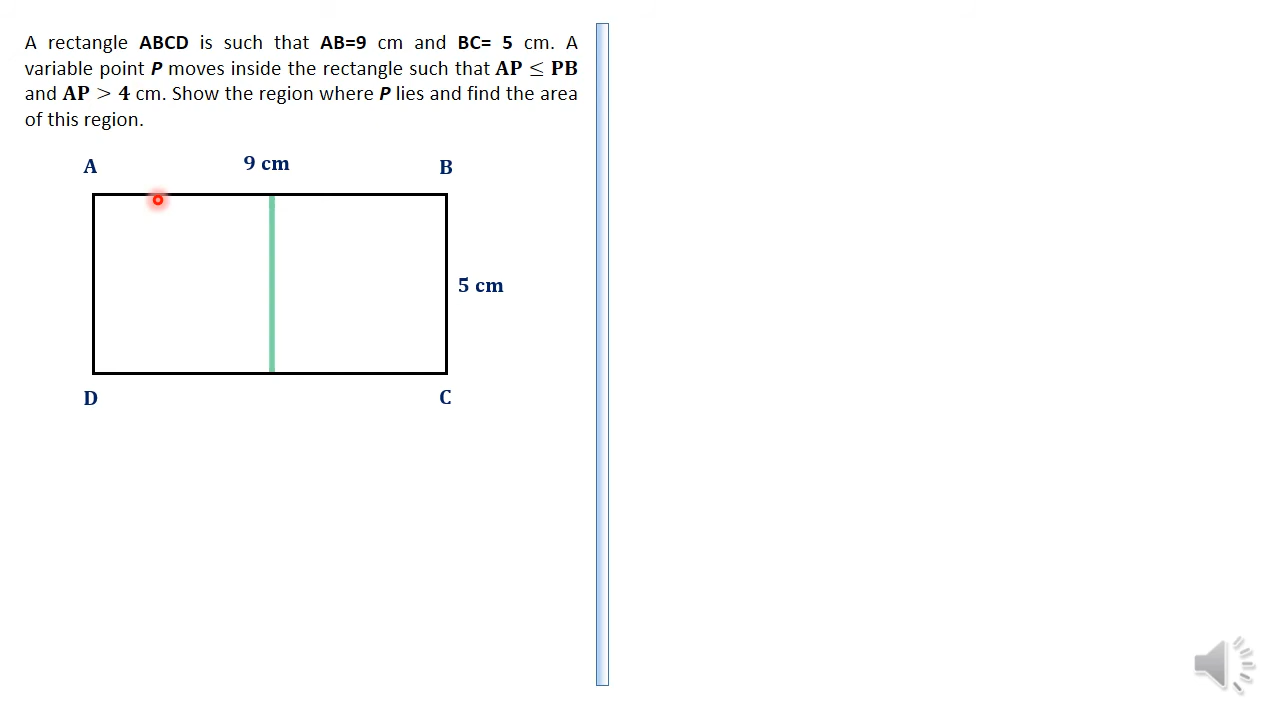 A rectangle ABCD is such that AB=9 cm and BC= 5 cm. A
variable point P moves inside the rectangle such that AP ≤ PB
and AP > 4 cm. Show the region where P lies and find the area
of this region.
A 9 cm B
5 cm
D C